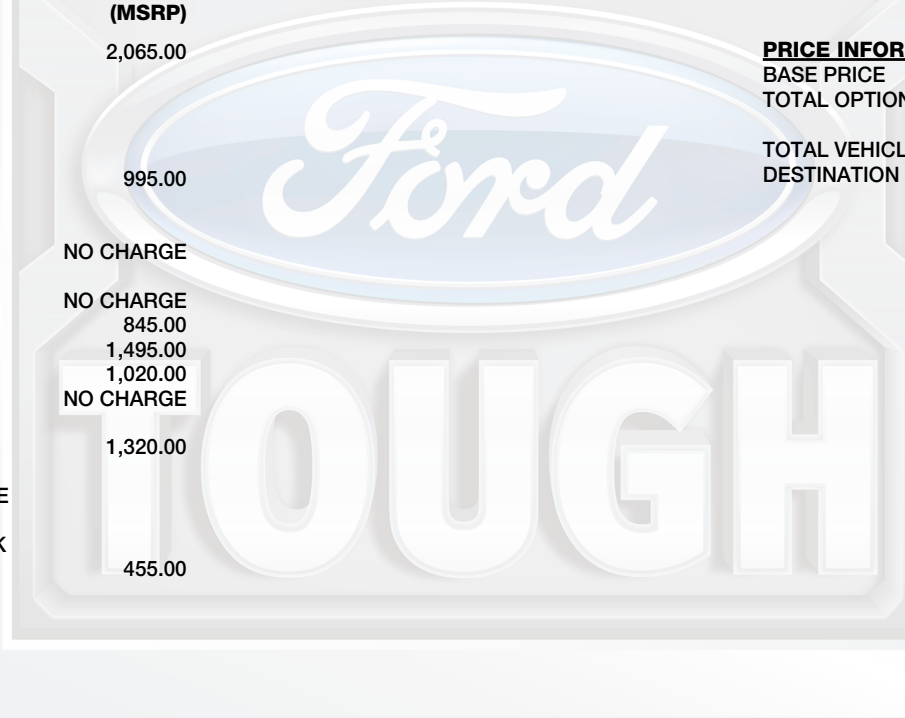 (MSRP)
2,065.00
995.00
NO CHARGE
NO CHARGE
845.00
1,495.00
1,020.00
NO CHARGE
1,320.00
E
K
455.00
PRICE INFOR
BASE PRICE
TOTAL OPTION
TOTAL VEHICL
DESTINATION
Ford
TOUGH